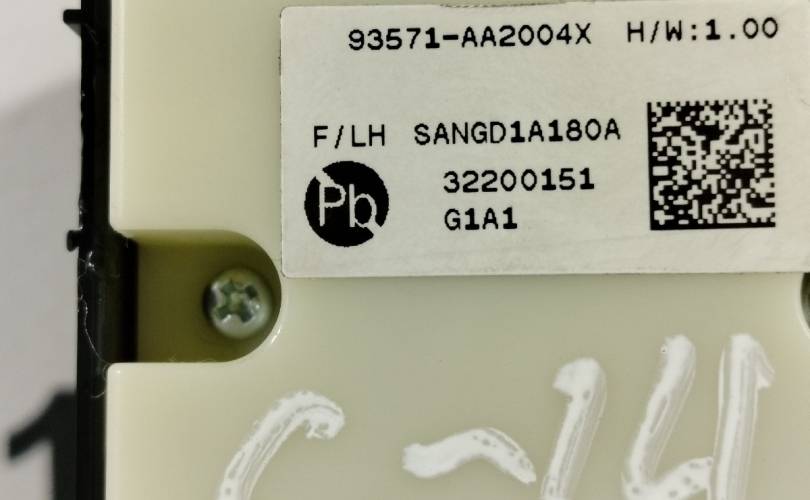 93571-AA2004X H/W:1.00
F/LH SANGD1A180A
Pb
32200151
G1A1